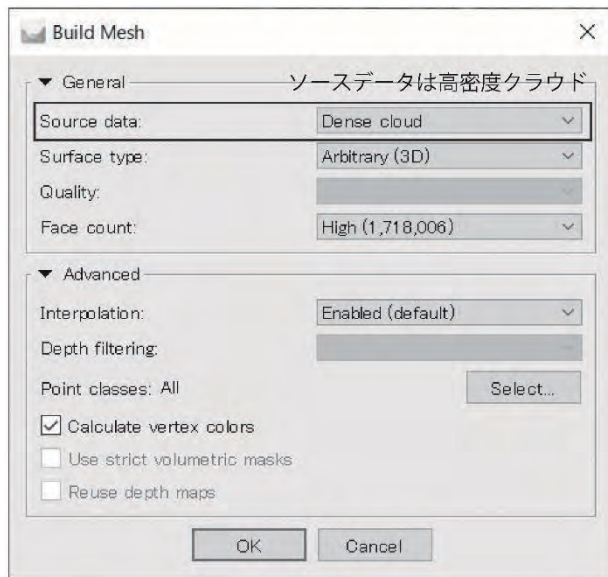 Build Mesh
General
ソースデータは高密度クラウド
Source data: Dense cloud
Surface type: Arbitrary (3D)
Quality:
Face count: High (1,718,006)
Advanced
Interpolation: Enabled (default)
Depth filtering:
Point classes: All Select...
Calculate vertex colors
Use strict volumetric masks
Reuse depth maps
OK Cancel